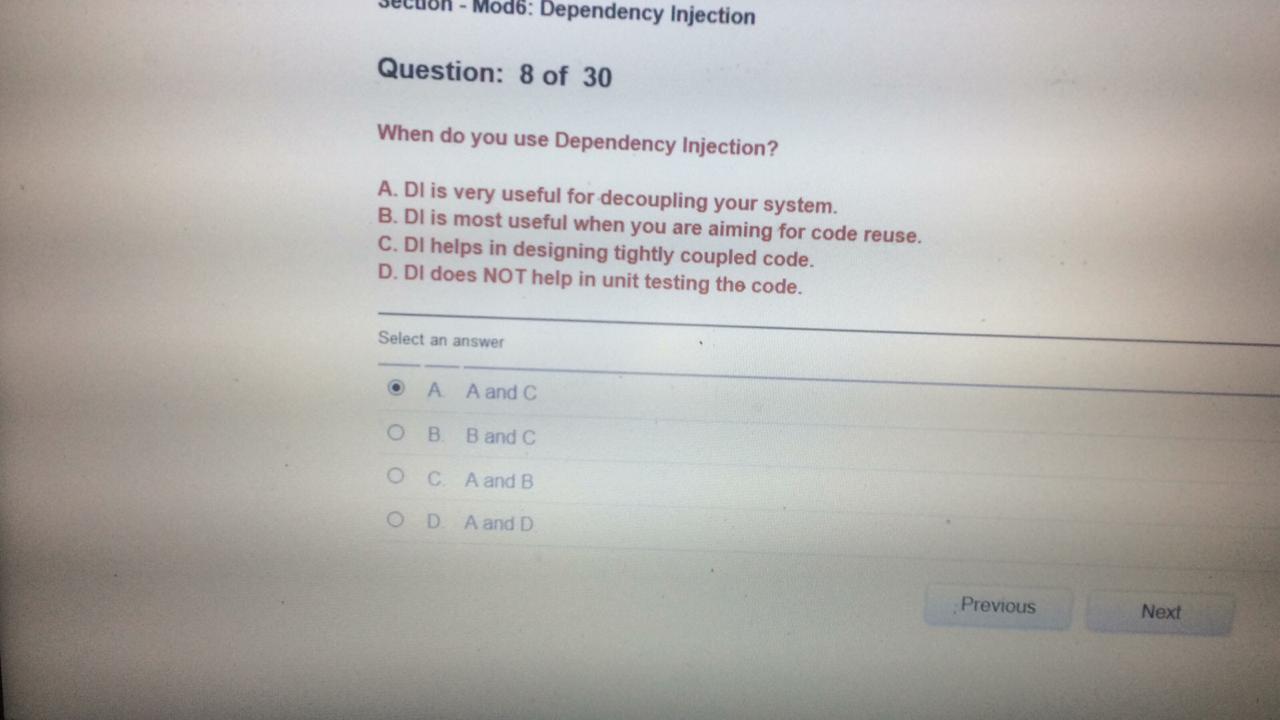 Section - Mod6: Dependency Injection
Question: 8 of 30
When do you use Dependency Injection?
A. DI is very useful for decoupling your system.
B. DI is most useful when you are aiming for code reuse.
C. DI helps in designing tightly coupled code.
D. DI does NOT help in unit testing the code.
Select an answer
A. A and C
B. B and C
C. A and B
D. A and D
Previous
Next